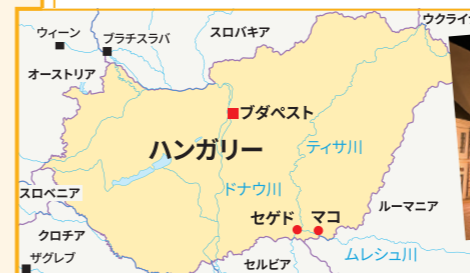 ウィーン
ブラチスラバ
スロバキア
ウクライ
オーストリア
ブダペスト
ハンガリー
ティサ川
ドナウ川
スロベニア
セゲド
マコ
ルーマニア
クロチア
ザグレブ
セルビア
ムレシュ川